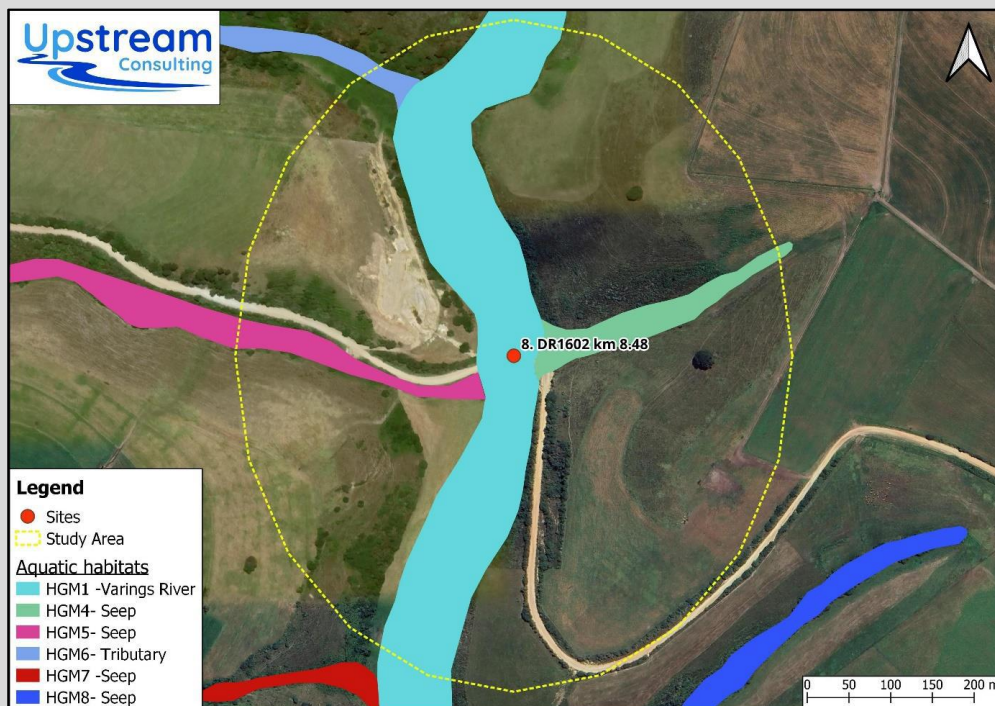 Upstream
Consulting
8. DR1602 km 8.48
Legend
Sites
Study Area
Aquatic habitats
HGM1 -Varings River
HGM4- Seep
HGM5- Seep
HGM6- Tributary
HGM7 -Seep
HGM8- Seep
0 50 100 150 200 m